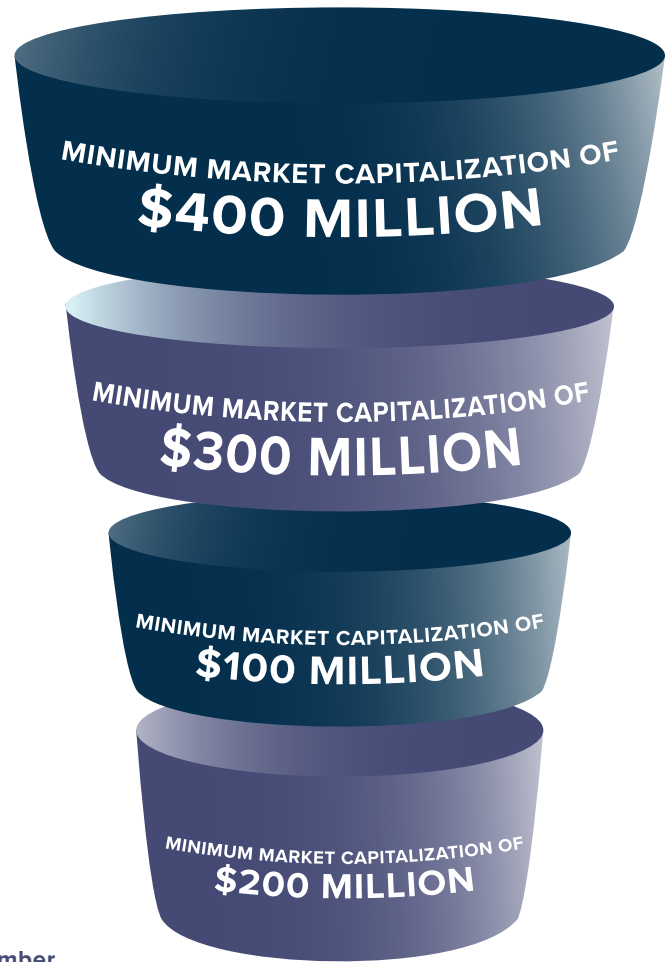 MINIMUM MARKET CAPITALIZATION OF
$400 MILLION
MINIMUM MARKET CAPITALIZATION OF
$300 MILLION
MINIMUM MARKET CAPITALIZATION OF
$100 MILLION
MINIMUM MARKET CAPITALIZATION OF
$200 MILLION
mber